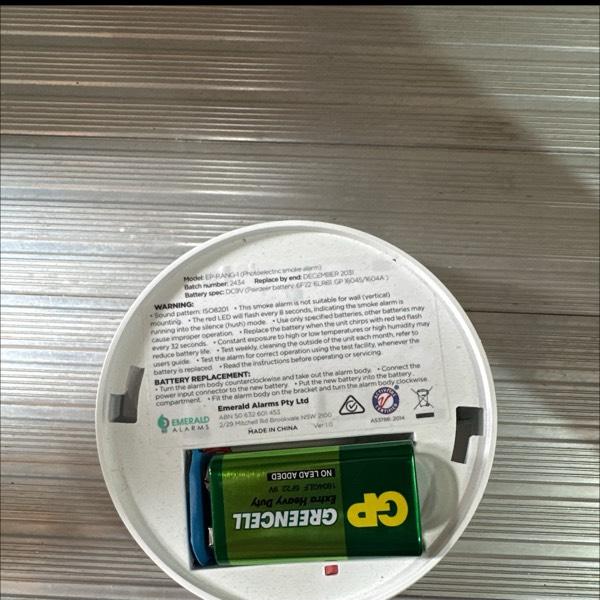 Model: EP-RANG-1 (Photoelectric smoke alarm)
Batch number: 2434 Replace by end: DECEMBER 2031
Battery spec: DC9V (Pairdeer battery: 6F22 6LR61, GP 1604S/1604A)
WARNING:
• Sound pattern: ISO8201 • This smoke alarm is not suitable for wall (vertical)
mounting. • The red LED will flash every 8 seconds, indicating the smoke alarm is
running into the silence (hush) mode. • Use only specified batteries, other batteries may
cause improper operation. • Replace the battery when the unit chirps with red led flash
every 32 seconds. • Constant exposure to high or low temperatures or high humidity may
reduce battery life. • Test weekly, cleaning the outside of the unit each month, refer to
users guide. • Test the alarm for correct operation using the test facility, whenever the
battery is replaced. • Read the instructions before operating or servicing.
BATTERY REPLACEMENT:
• Turn the alarm body counterclockwise and take out the alarm body. • Connect the
power input connector to the new battery. • Put the new battery into the battery
compartment. • Fit the alarm body on the bracket and turn the alarm body clockwise.
EMERALD
ALARMS
Emerald Alarms Pty Ltd
ABN 50 632 601 453
2/29 Mitchell Rd Brookvale NSW 2100
MADE IN CHINA Ver:1.0
AS3786: 2014
GP
GREENCELL
Extra Heavy Duty
1604GLF 6F22 9V
NO LEAD ADDED